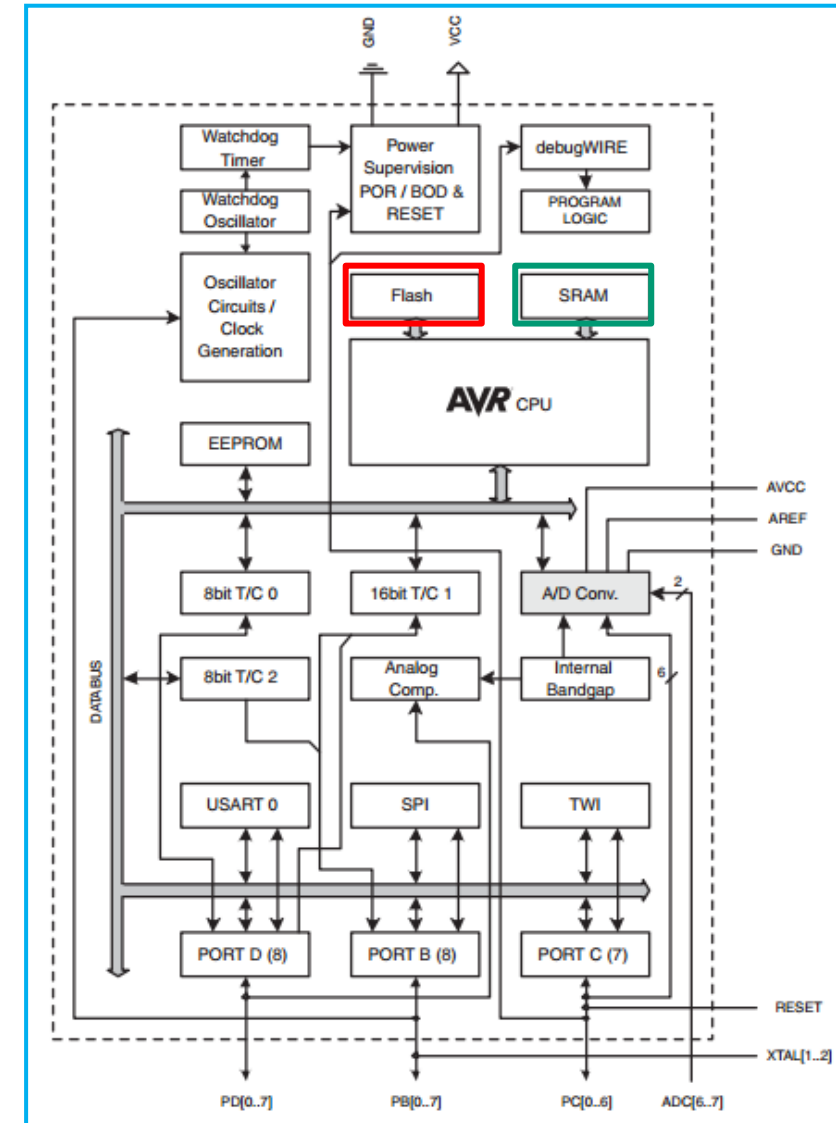 GND
VCC
Watchdog
Timer
Power
Supervision
POR / BOD &
RESET
debugWIRE
Watchdog
Oscillator
PROGRAM
LOGIC
Oscillator
Circuits /
Clock
Generation
Flash
SRAM
AVR CPU
EEPROM
AVCC
AREF
GND
8bit T/C 0
16bit T/C 1
A/D Conv.
2
DATABUS
8bit T/C 2
Analog
Comp.
Internal
Bandgap
6
USART 0
SPI
TWI
PORT D (8)
PORT B (8)
PORT C (7)
RESET
XTAL[1..2]
PD[0..7]
PB[0..7]
PC[0..6]
ADC[6..7]